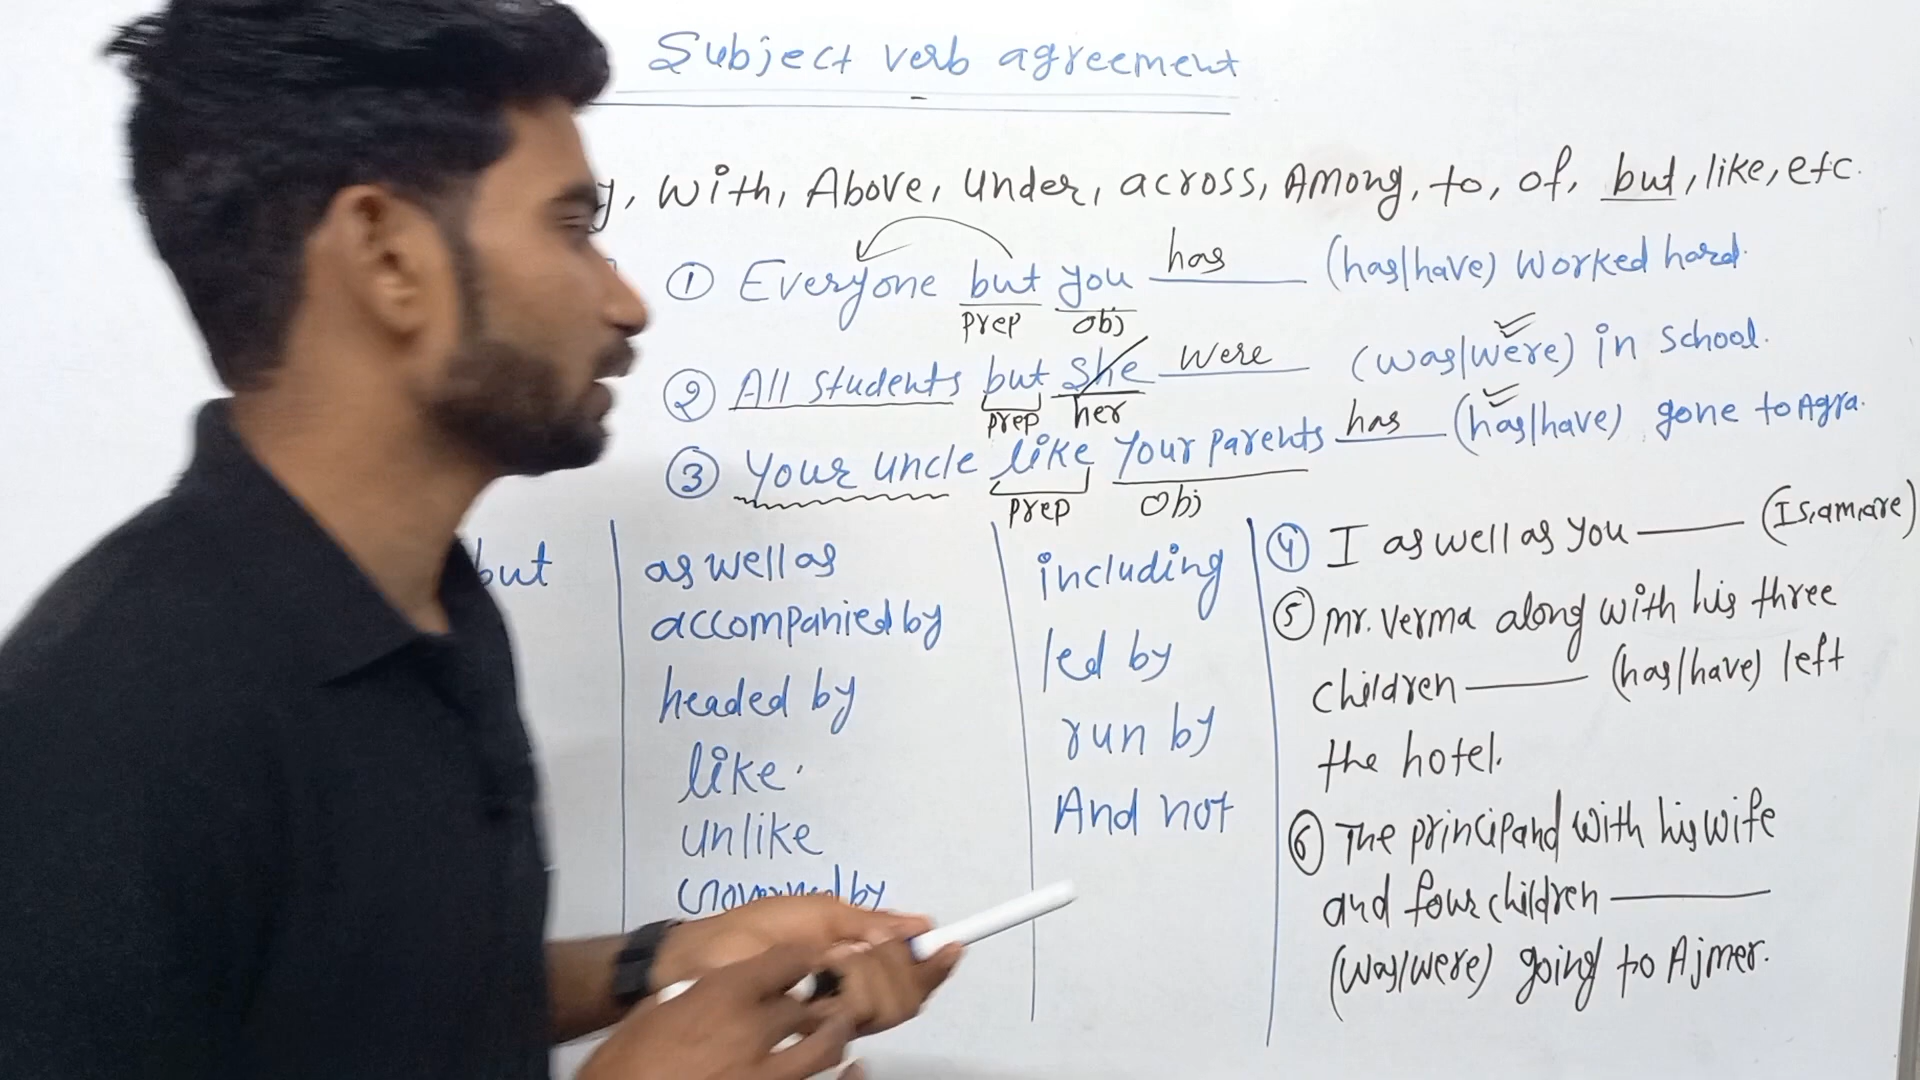 Subject verb agreement
, With, Above, Under, across, Among, to, of, but, like, etc.
① Everyone but you has (has/have) worked hard.
prep obj
② All students but she were (was/were) in school.
prep her
③ Your uncle like your parents has (has/have) gone to Agra.
prep obj
but
as well as
accompanied by
headed by
like
unlike
Governed by
including
led by
run by
And not
④ I as well as you (Is, am, are)
⑤ Mr. Verma along with his three
children (has/have) left
the hotel.
⑥ The principand with his wife
and four children
(was/were) going to Ajmer.